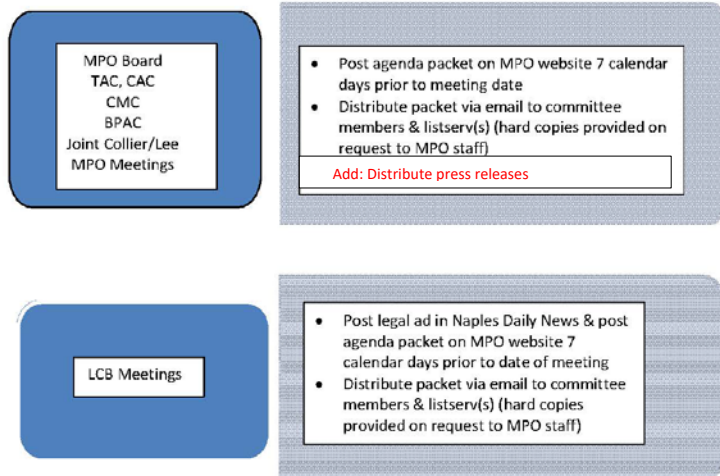 MPO Board
TAC, CAC
CMC
BPAC
Joint Collier/Lee
MPO Meetings
• Post agenda packet on MPO website 7 calendar
days prior to meeting date
• Distribute packet via email to committee
members & listserv(s) (hard copies provided on
request to MPO staff)
Add: Distribute press releases
LCB Meetings
• Post legal ad in Naples Daily News & post
agenda packet on MPO website 7
calendar days prior to date of meeting
• Distribute packet via email to committee
members & listserv(s) (hard copies
provided on request to MPO staff)